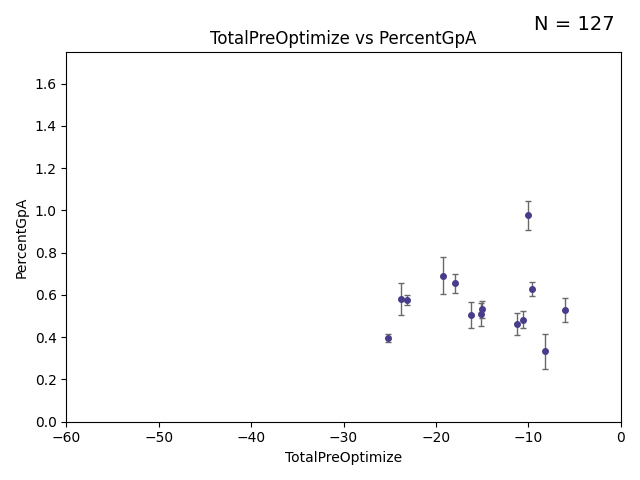 N = 127
TotalPreOptimize vs PercentGpA
1.6
1.4
1.2
1.0
0.8
0.6
0.4
0.2
0.0
PercentGpA
−60 −50 −40 −30 −20 −10 0
TotalPreOptimize